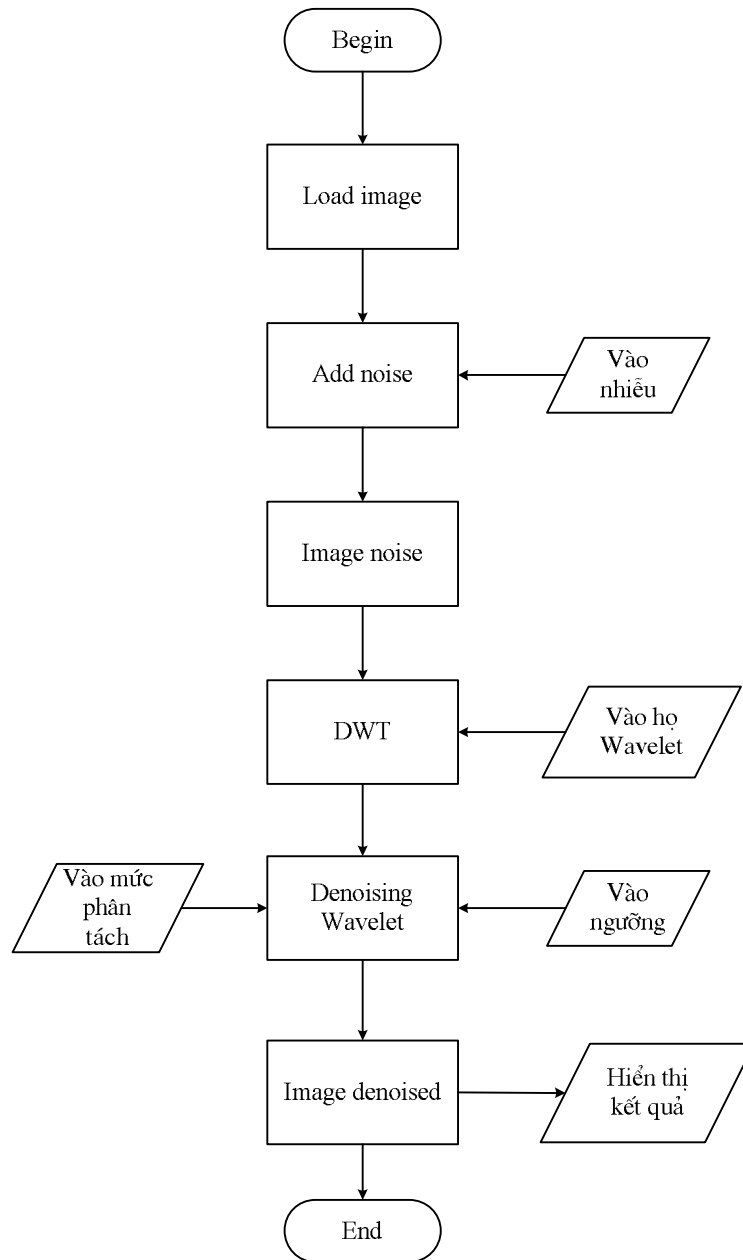 Begin
Load image
Add noise
Vào
nhiễu
Image noise
DWT
Vào họ
Wavelet
Vào mức
phân
tách
Denoising
Wavelet
Vào
ngưỡng
Image denoised
Hiển thị
kết quả
End